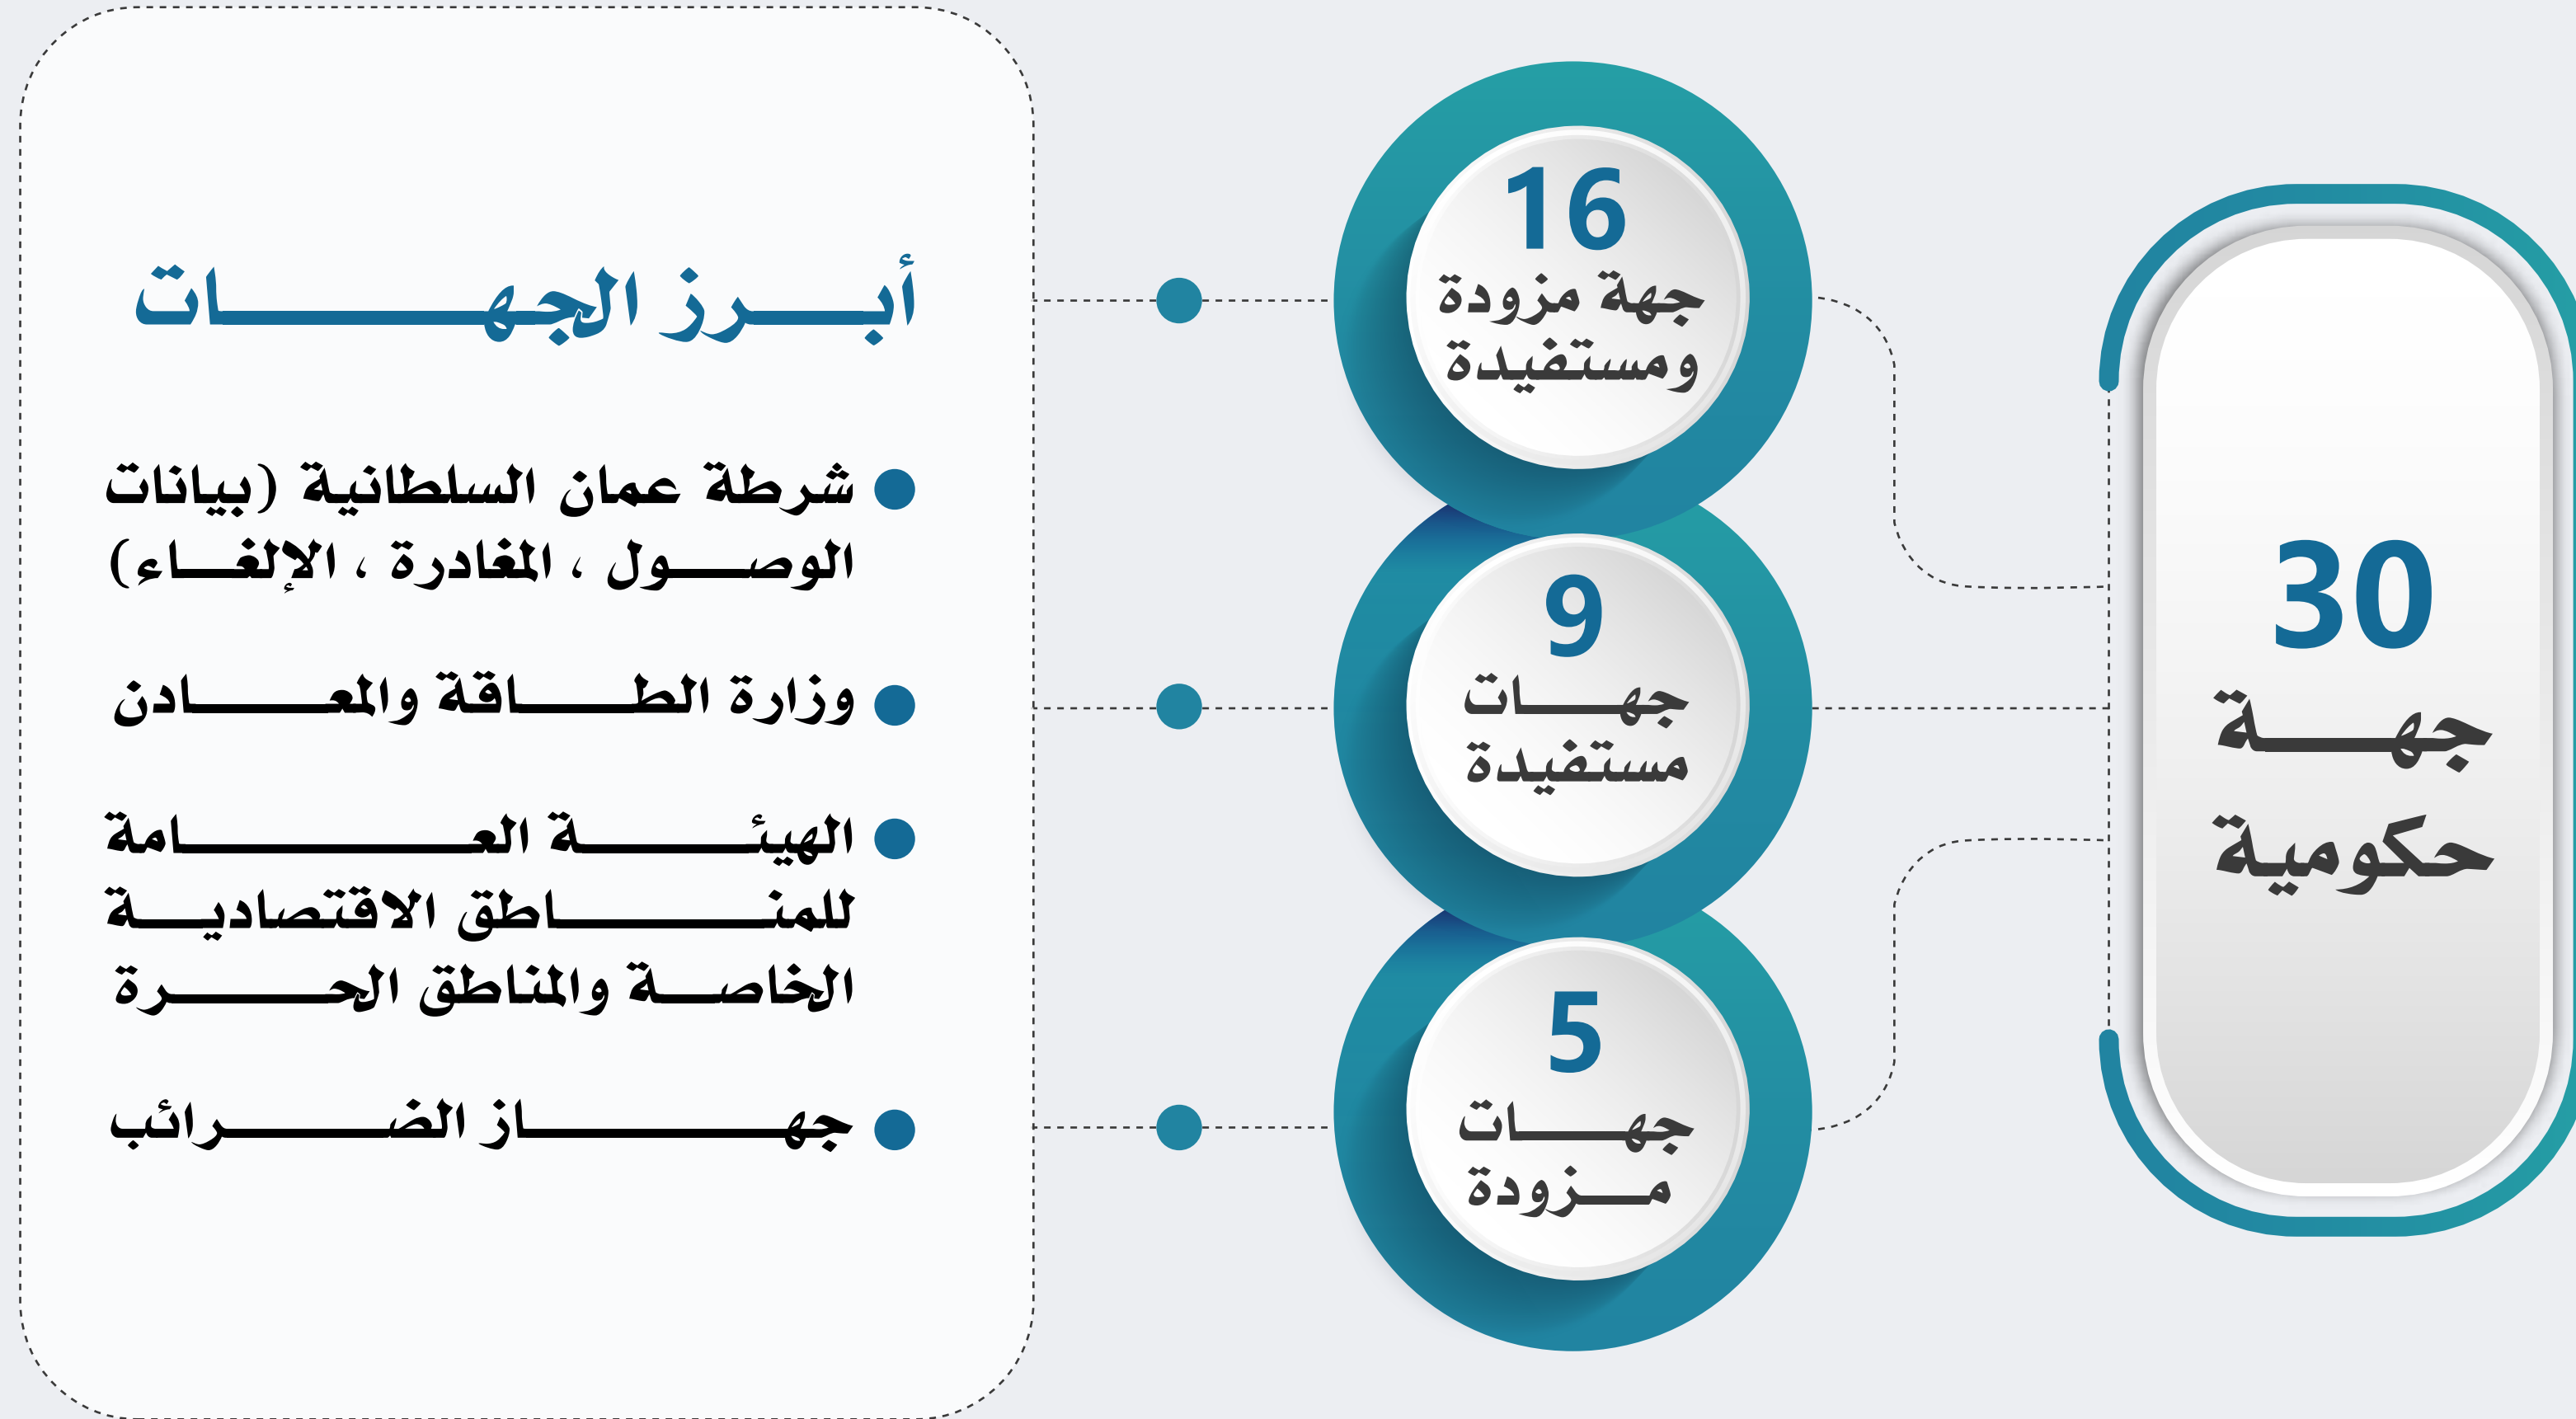 30
جهة
حكومية
16
جهة مزودة
ومستفيدة
9
جهات
مستفيدة
5
جهات
مزودة
أبرز الجهات
شرطة عمان السلطانية (بيانات
الوصول ، المغادرة ، الإلغاء)
وزارة الطاقة والمعادن
الهيئة العامة
للمناطق الاقتصادية
الخاصة والمناطق الحرة
جهاز الضرائب